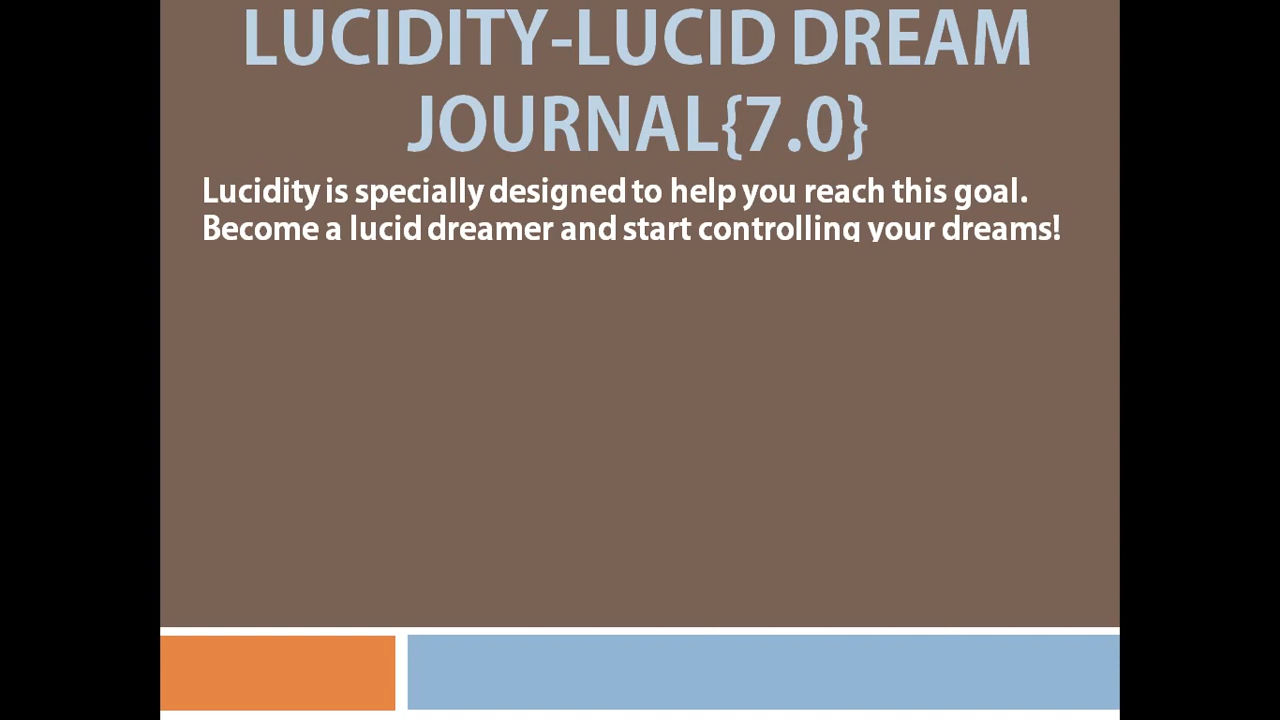 LUCIDITY-LUCID DREAM
JOURNAL{7.0}
Lucidity is specially designed to help you reach this goal.
Become a lucid dreamer and start controlling your dreams!